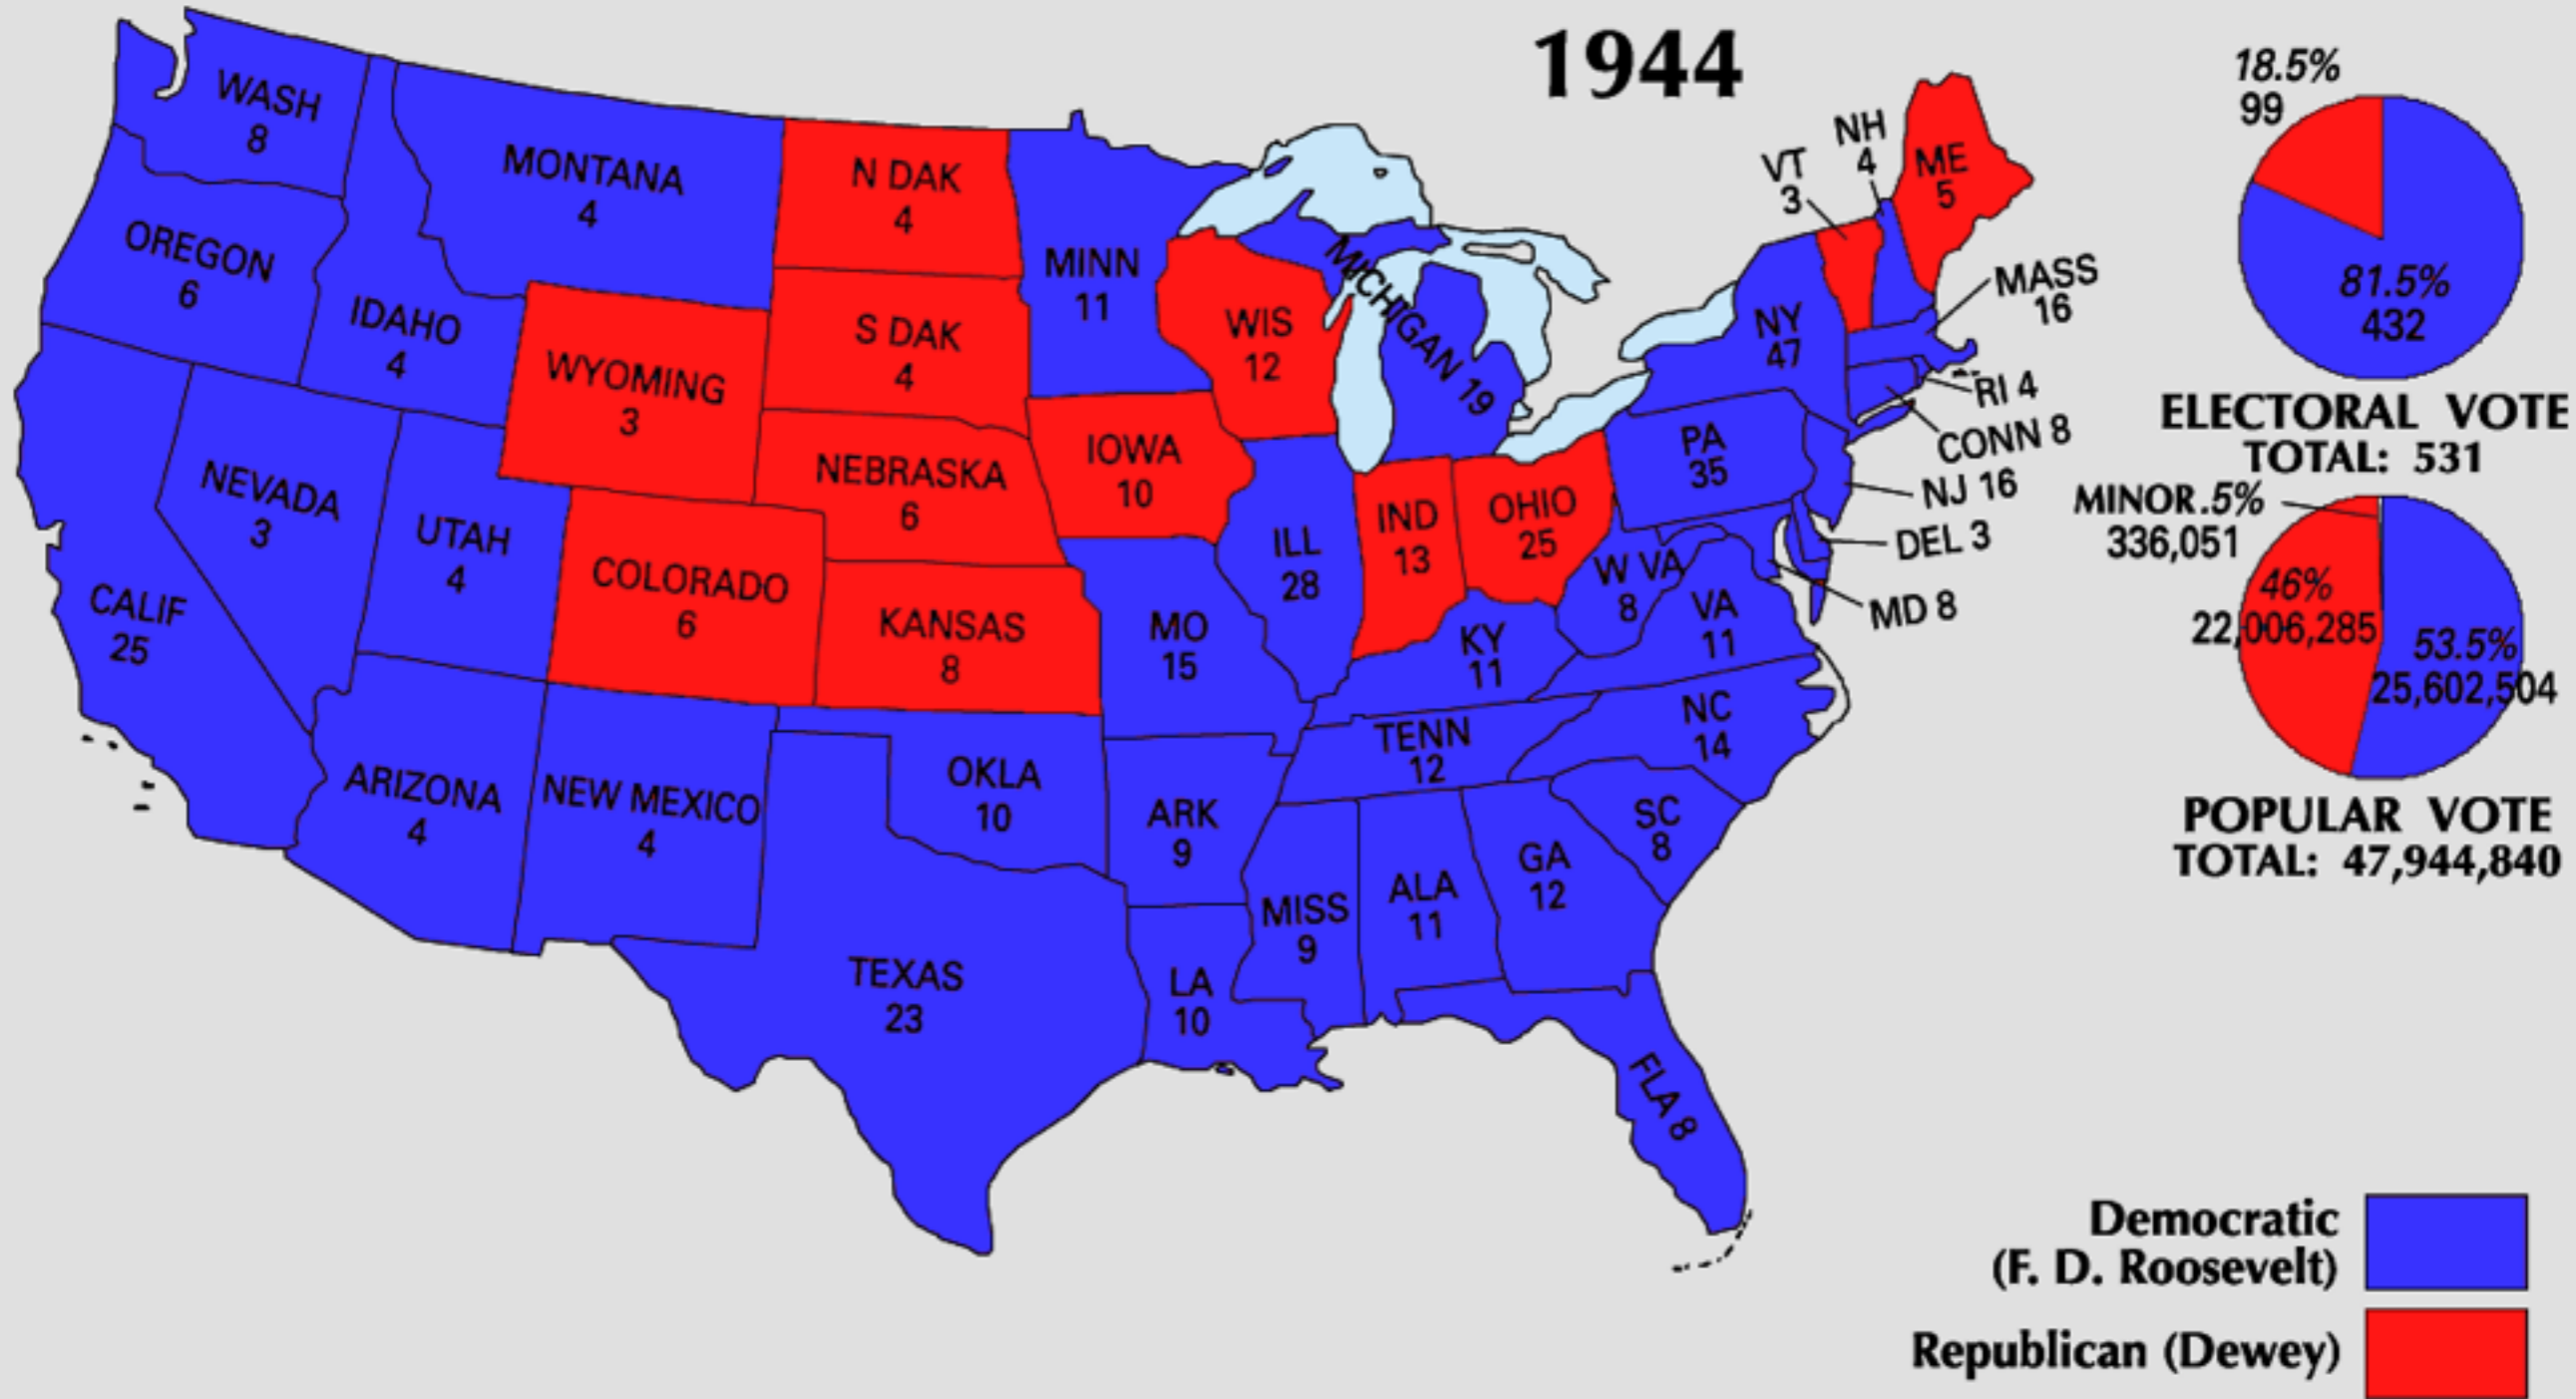 1944
WASH
8
OREGON
6
IDAHO
4
MONTANA
4
WYOMING
3
NEVADA
3
UTAH
4
COLORADO
6
CALIF
25
ARIZONA
4
NEW MEXICO
4
N DAK
4
S DAK
4
NEBRASKA
6
KANSAS
8
OKLA
10
TEXAS
23
MINN
11
IOWA
10
MO
15
ARK
9
LA
10
WIS
12
MICHIGAN 19
ILL
28
IND
13
OHIO
25
KY
11
TENN
12
MISS
9
ALA
11
GA
12
FLA 8
SC
8
NC
14
VA
11
W VA
8
PA
35
NY
47
VT
3
NH
4
ME
5
MASS
16
RI 4
CONN 8
NJ 16
DEL 3
MD 8
18.5%
99
81.5%
432
ELECTORAL VOTE
TOTAL: 531
MINOR .5%
336,051
46%
22,006,285
53.5%
25,602,504
POPULAR VOTE
TOTAL: 47,944,840
Democratic
(F. D. Roosevelt)
Republican (Dewey)